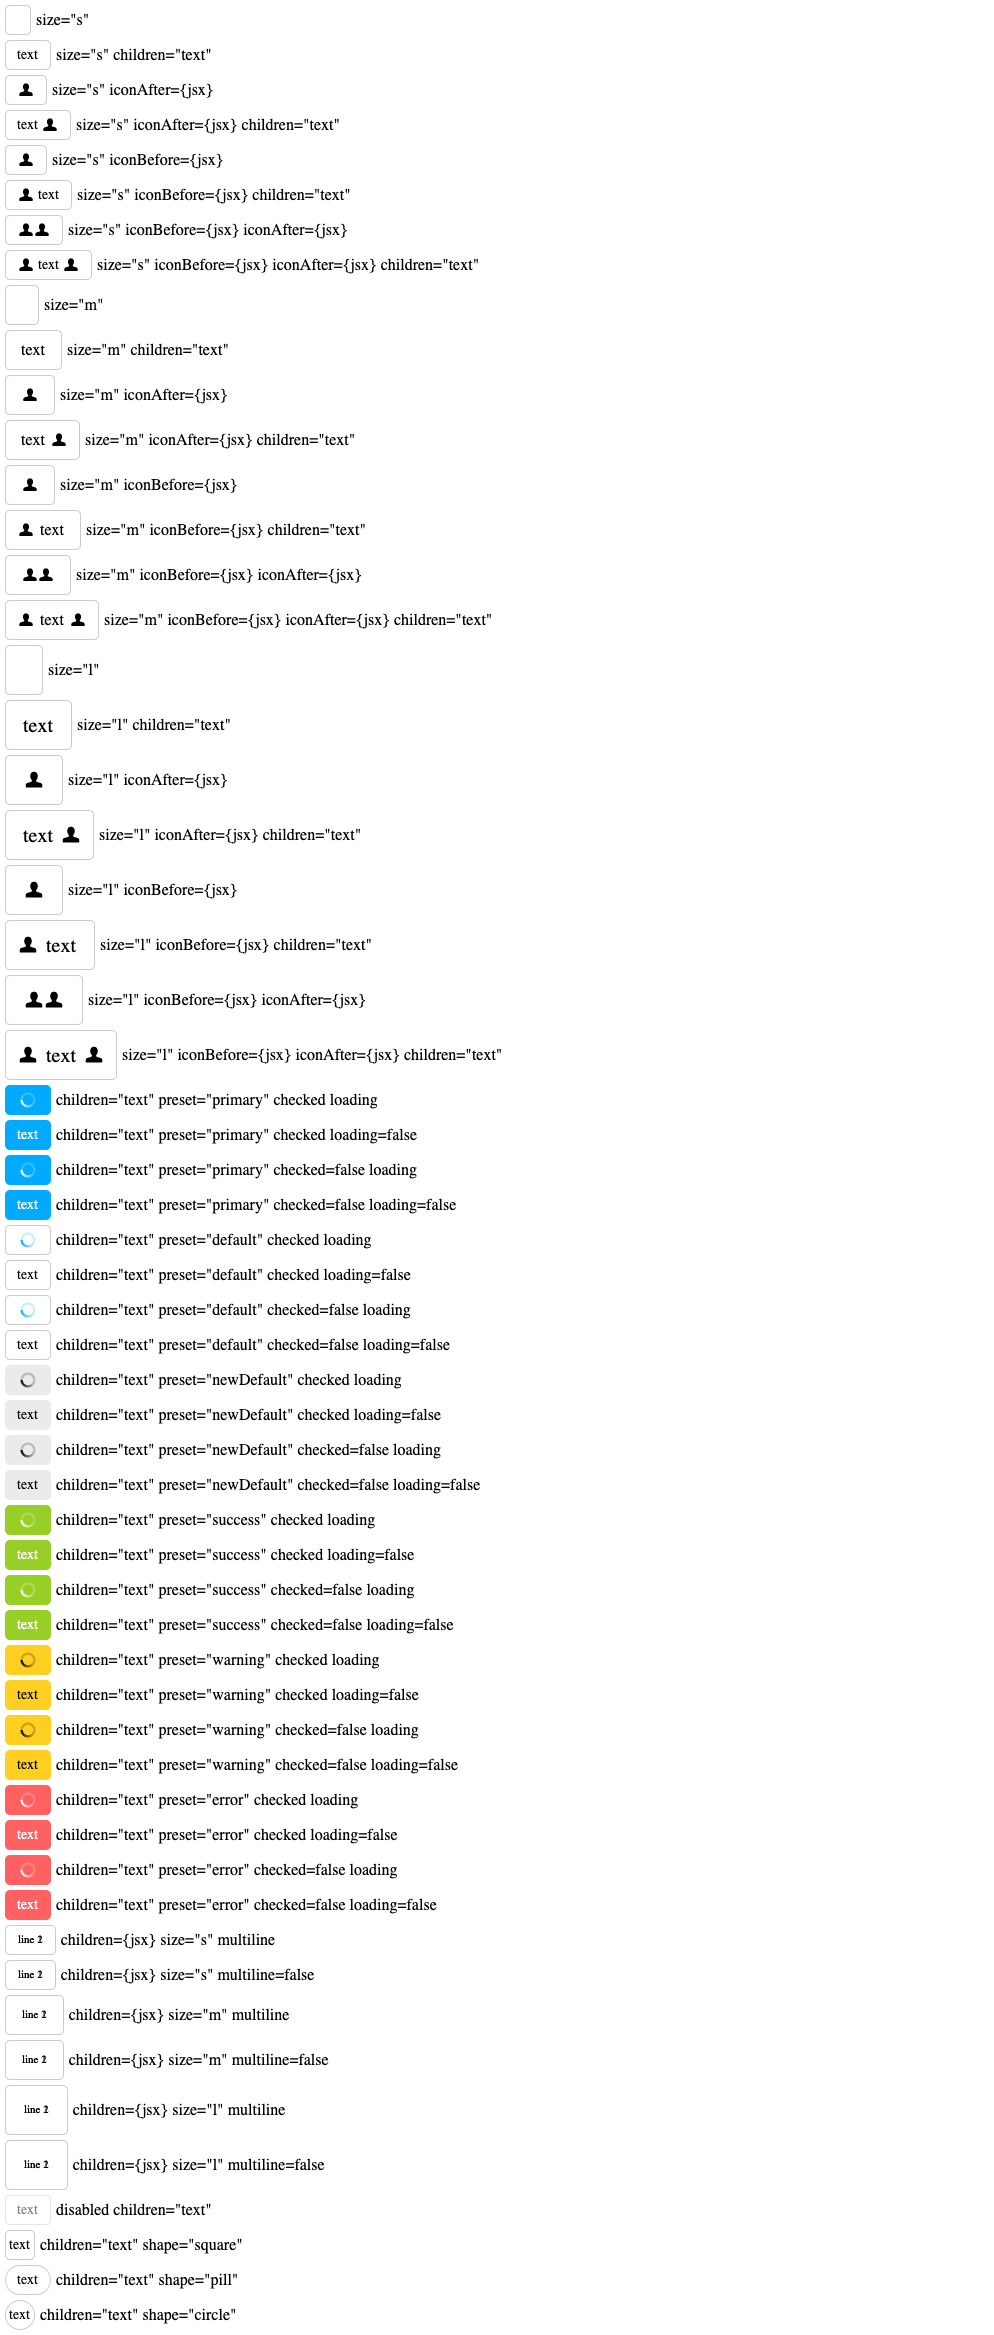 size="s"
text size="s" children="text"
size="s" iconAfter={jsx}
text size="s" iconAfter={jsx} children="text"
size="s" iconBefore={jsx}
text size="s" iconBefore={jsx} children="text"
size="s" iconBefore={jsx} iconAfter={jsx}
text size="s" iconBefore={jsx} iconAfter={jsx} children="text"
size="m"
text size="m" children="text"
size="m" iconAfter={jsx}
text size="m" iconAfter={jsx} children="text"
size="m" iconBefore={jsx}
text size="m" iconBefore={jsx} children="text"
size="m" iconBefore={jsx} iconAfter={jsx}
text size="m" iconBefore={jsx} iconAfter={jsx} children="text"
size="l"
text size="l" children="text"
size="l" iconAfter={jsx}
text size="l" iconAfter={jsx} children="text"
size="l" iconBefore={jsx}
text size="l" iconBefore={jsx} children="text"
size="l" iconBefore={jsx} iconAfter={jsx}
text size="l" iconBefore={jsx} iconAfter={jsx} children="text"
children="text" preset="primary" checked loading
text children="text" preset="primary" checked loading=false
children="text" preset="primary" checked=false loading
text children="text" preset="primary" checked=false loading=false
children="text" preset="default" checked loading
text children="text" preset="default" checked loading=false
children="text" preset="default" checked=false loading
text children="text" preset="default" checked=false loading=false
children="text" preset="newDefault" checked loading
text children="text" preset="newDefault" checked loading=false
children="text" preset="newDefault" checked=false loading
text children="text" preset="newDefault" checked=false loading=false
children="text" preset="success" checked loading
text children="text" preset="success" checked loading=false
children="text" preset="success" checked=false loading
text children="text" preset="success" checked=false loading=false
children="text" preset="warning" checked loading
text children="text" preset="warning" checked loading=false
children="text" preset="warning" checked=false loading
text children="text" preset="warning" checked=false loading=false
children="text" preset="error" checked loading
text children="text" preset="error" checked loading=false
children="text" preset="error" checked=false loading
text children="text" preset="error" checked=false loading=false
line 2 children={jsx} size="s" multiline
line 2 children={jsx} size="s" multiline=false
line 2 children={jsx} size="m" multiline
line 2 children={jsx} size="m" multiline=false
line 2 children={jsx} size="l" multiline
line 2 children={jsx} size="l" multiline=false
text disabled children="text"
text children="text" shape="square"
text children="text" shape="pill"
text children="text" shape="circle"